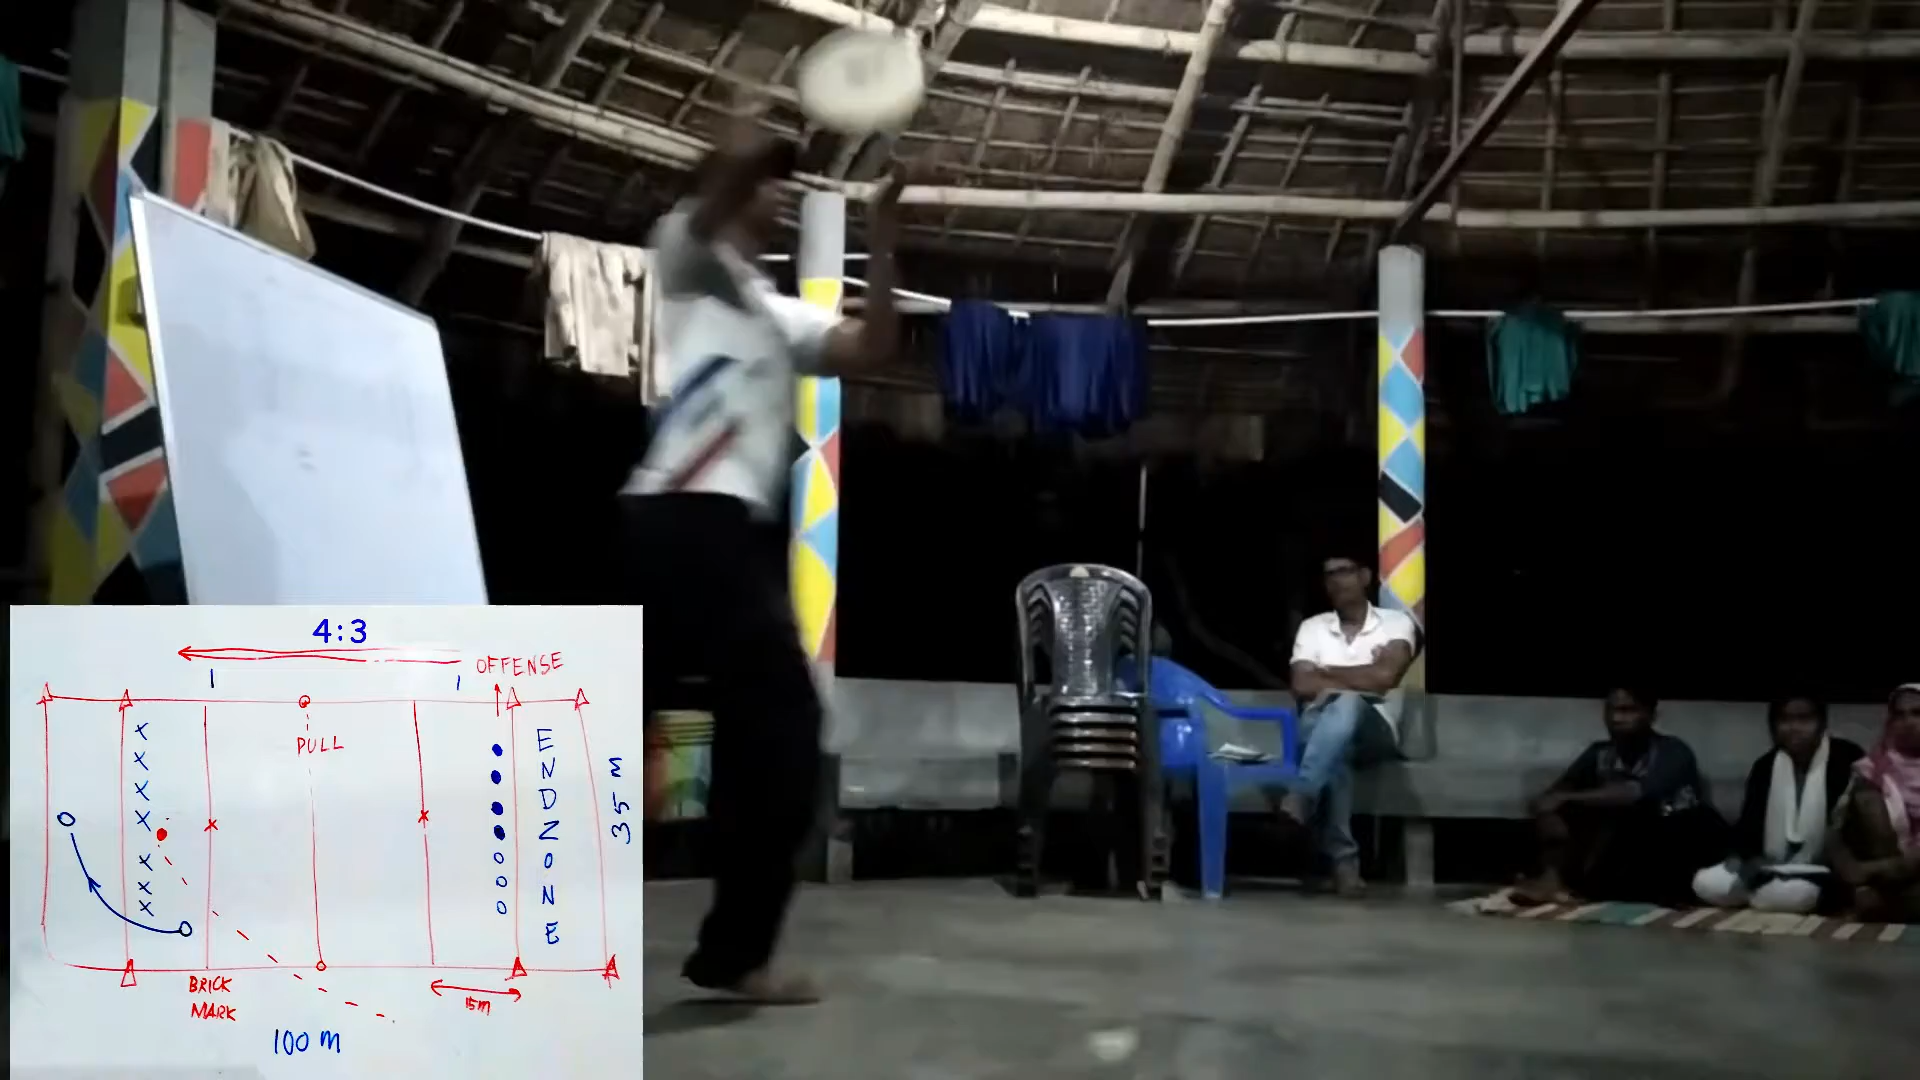 4:3
OFFENSE
PULL
ENDZONE
35 M
BRICK
MARK
15m
100 M